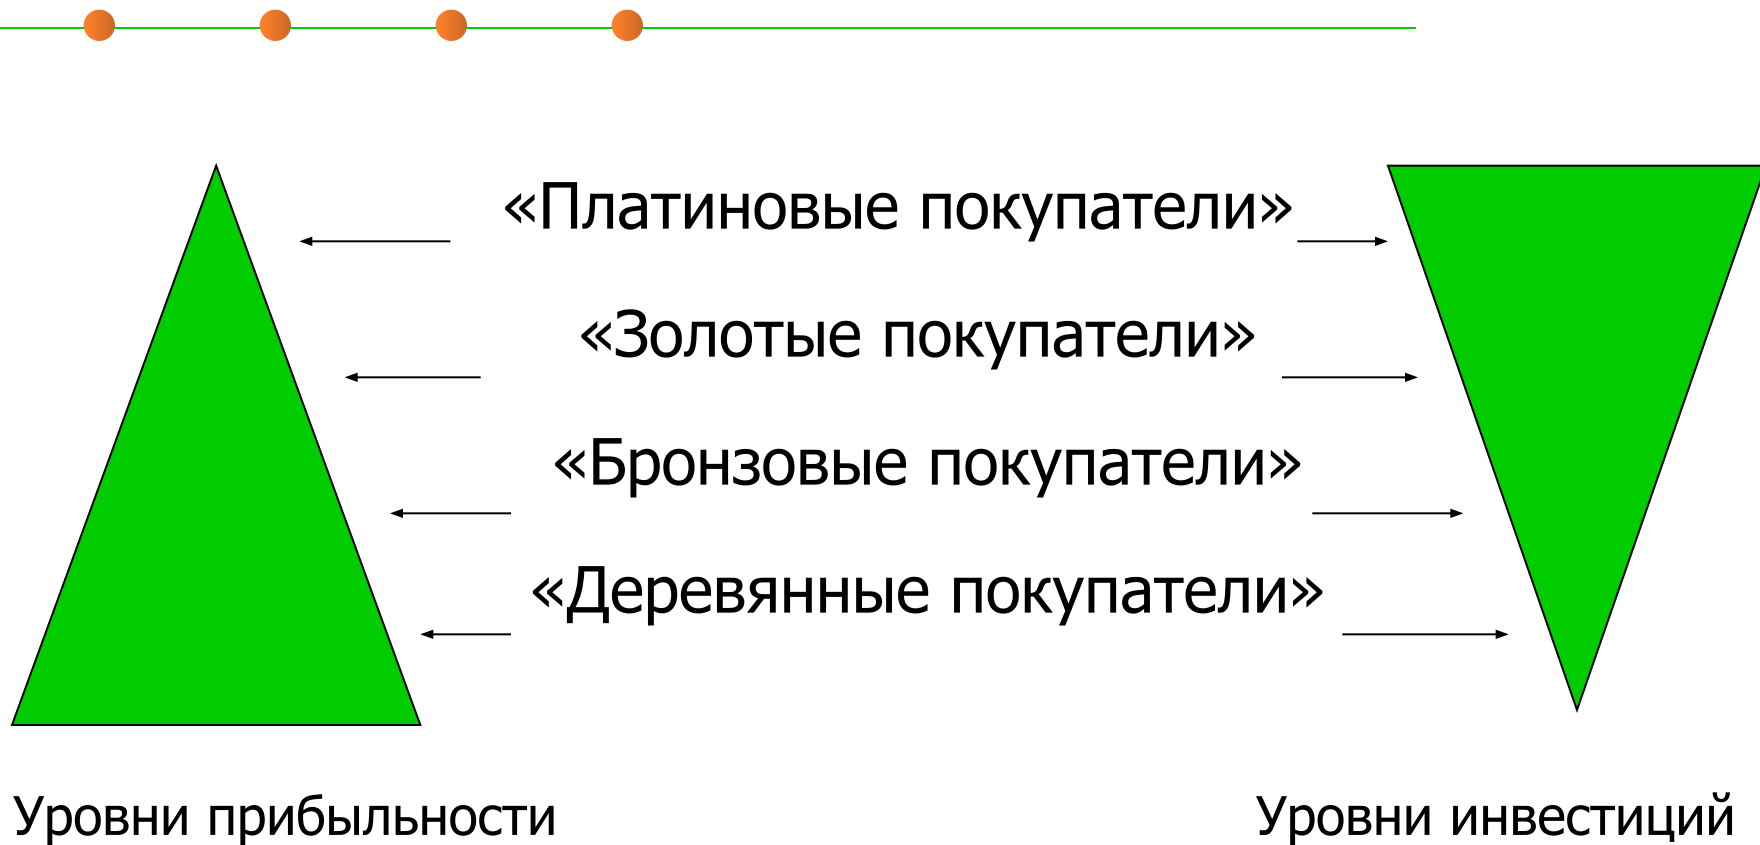 «Платиновые покупатели»
«Золотые покупатели»
«Бронзовые покупатели»
«Деревянные покупатели»
Уровни прибыльности
Уровни инвестиций